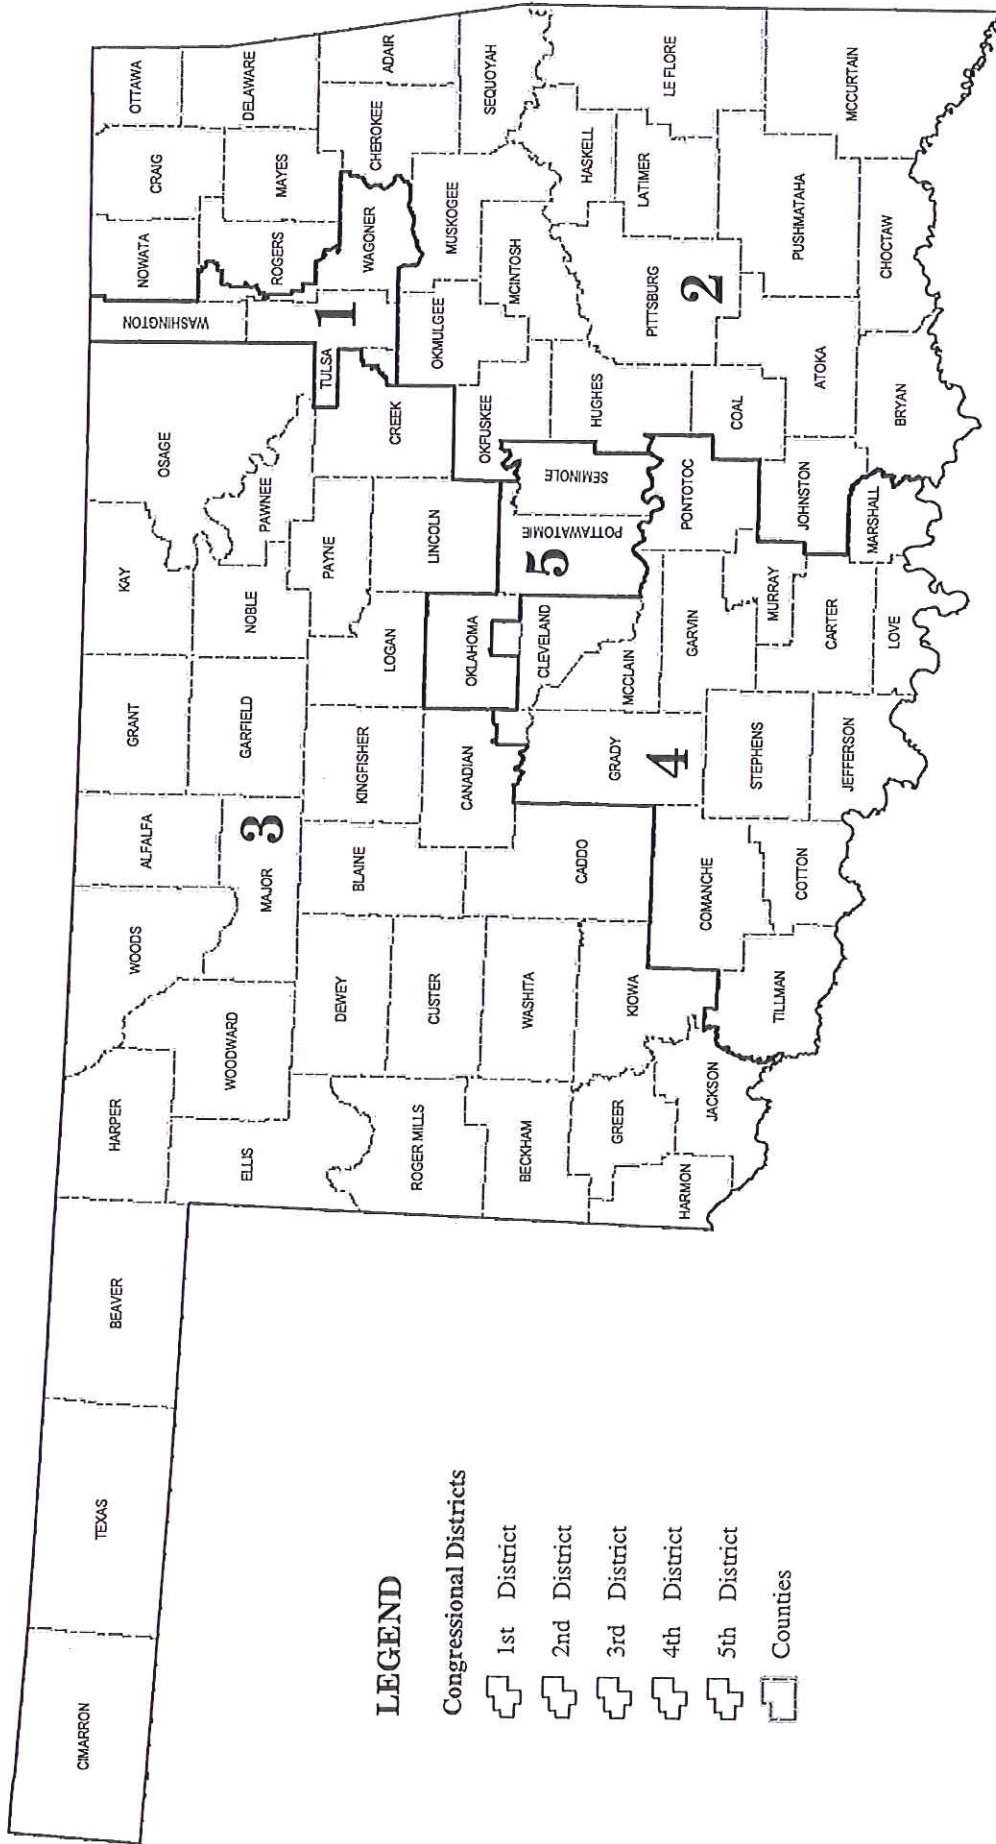 CIMARRON
TEXAS
BEAVER
HARPER
WOODS
ALFALFA
GRANT
KAY
OSAGE
WASHINGTON
NOWATA
CRAIG
OTTAWA
ELLIS
WOODWARD
MAJOR
3
GARFIELD
NOBLE
PAWNEE
ROGERS
MAYES
DELAWARE
ROGER MILLS
DEWEY
BLAINE
KINGFISHER
LOGAN
PAYNE
CREEK
TULSA
1
WAGONER
CHEROKEE
ADAIR
BECKHAM
CUSTER
CANADIAN
OKLAHOMA
LINCOLN
OKFUSKEE
OKMULGEE
MUSKOGEE
SEQUOYAH
WASHITA
CADDO
GRADY
4
MCCLAIN
CLEVELAND
5
POTTAWATOMIE
SEMINOLE
HUGHES
MCINTOSH
HASKELL
HARMON
GREER
KIOWA
COMANCHE
STEPHENS
GARVIN
PONTOTOC
COAL
PITTSBURG
2
LATIMER
LE FLORE
JACKSON
TILLMAN
COTTON
JEFFERSON
CARTER
MURRAY
JOHNSTON
ATOKA
PUSHMATAHA
MCCURTAIN
LOVE
MARSHALL
BRYAN
CHOCTAW
LEGEND
Congressional Districts
1st District
2nd District
3rd District
4th District
5th District
Counties